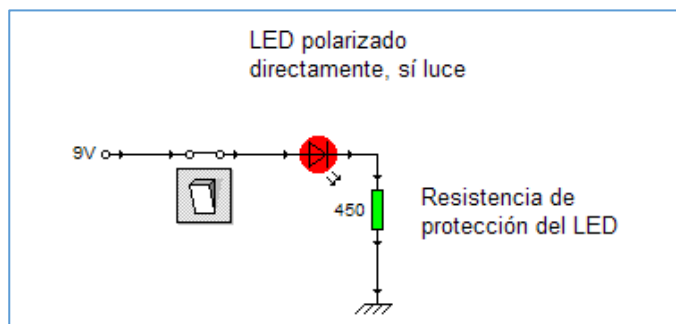 LED polarizado
directamente, sí luce
9V
450
Resistencia de
protección del LED